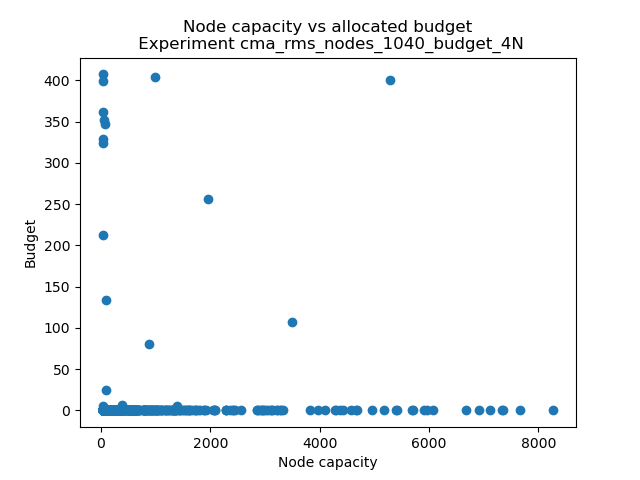 Node capacity vs allocated budget
Experiment cma_rms_nodes_1040_budget_4N
400
350
300
250
200
150
100
50
0
Budget
0 2000 4000 6000 8000
Node capacity